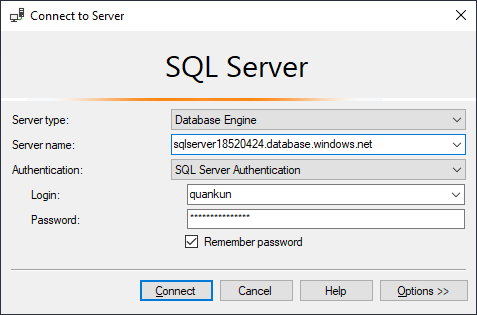 Connect to Server
SQL Server
Server type: Database Engine
Server name: sqlserver18520424.database.windows.net
Authentication: SQL Server Authentication
Login: quankun
Password: ***************
Remember password
Connect Cancel Help Options >>